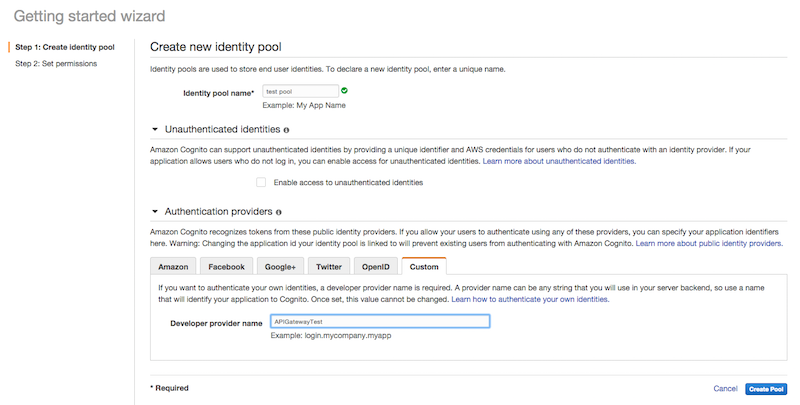 Getting started wizard
Step 1: Create identity pool
Step 2: Set permissions
Create new identity pool
Identity pools are used to store end user identities. To declare a new identity pool, enter a unique name.
Identity pool name* test pool
Example: My App Name
Unauthenticated identities
Amazon Cognito can support unauthenticated identities by providing a unique identifier and AWS credentials for users who do not authenticate with an identity provider. If your
application allows users who do not log in, you can enable access for unauthenticated identities. Learn more about unauthenticated identities.
Enable access to unauthenticated identities
Authentication providers
Amazon Cognito recognizes tokens from these public identity providers. If you allow your users to authenticate using any of these providers, you can specify your application identifiers
here. Warning: Changing the application id your identity pool is linked to will prevent existing users from authenticating with Amazon Cognito. Learn more about public identity providers.
Amazon Facebook Google+ Twitter OpenID Custom
If you want to authenticate your own identities, a developer provider name is required. A provider name can be any string that you will use in your server backend, so use a name
that will identify your application to Cognito. Once set, this value cannot be changed. Learn how to authenticate your own identities.
Developer provider name APIGatewayTest
Example: login.mycompany.myapp
* Required
Cancel Create Pool